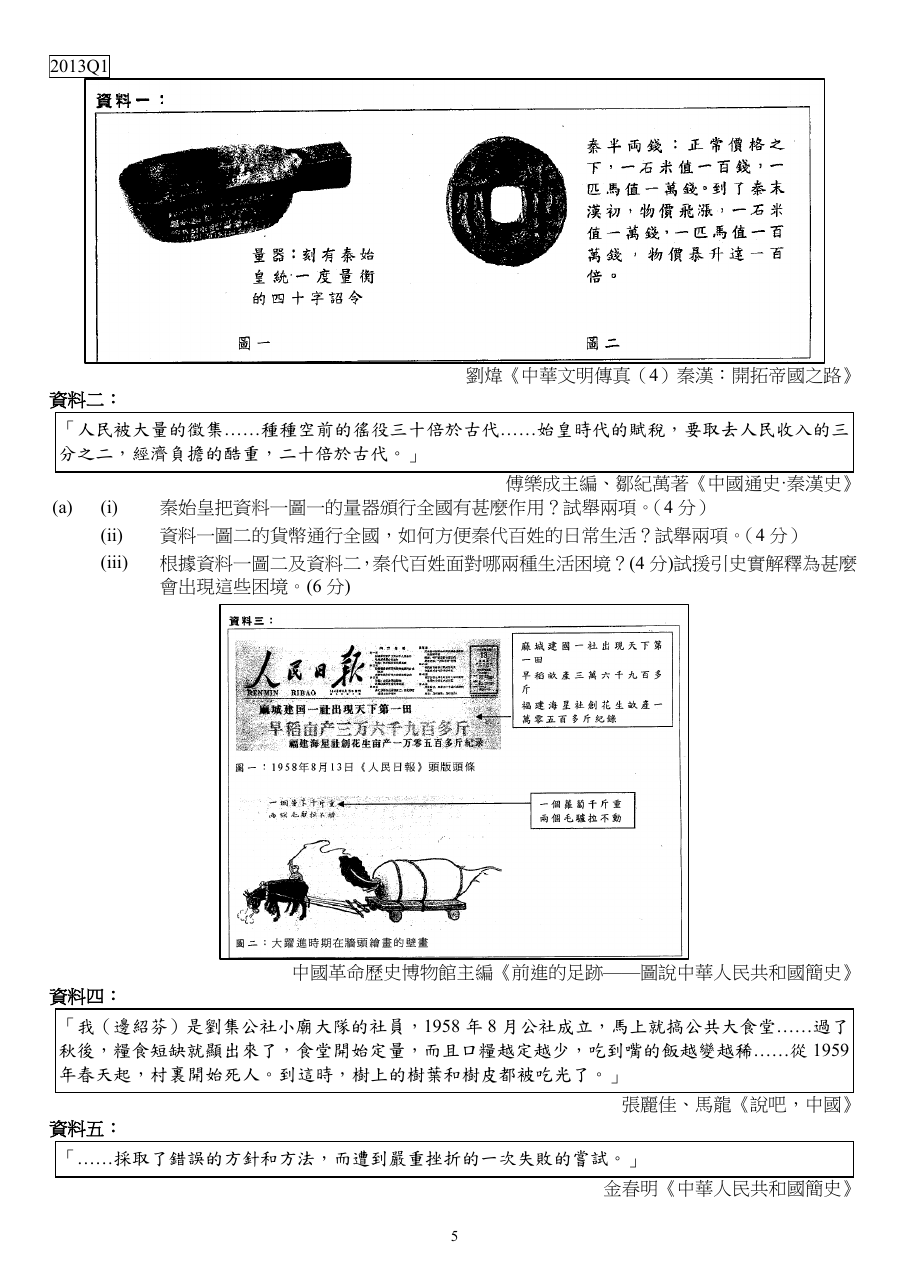 2013Q1
資料一：
量器：刻有秦始
皇統一度量衡
的四十字詔令
圖一
秦半両錢：正常價格之
下，一石米值一百錢，一
匹馬值一萬錢。到了秦末
漢初，物價飛漲，一石米
值一萬錢，一匹馬值一百
萬錢，物價暴升達一百
倍。
圖二
劉煒《中華文明傳真（4）秦漢：開拓帝國之路》
資料二：
「人民被大量的徵集……種種空前的徭役三十倍於古代……始皇時代的賦稅，要取去人民收入的三
分之二，經濟負擔的酷重，二十倍於古代。」
傅樂成主編、鄒紀萬著《中國通史‧秦漢史》
(a) (i) 秦始皇把資料一圖一的量器頒行全國有甚麼作用？試舉兩項。（4 分）
(ii) 資料一圖二的貨幣通行全國，如何方便秦代百姓的日常生活？試舉兩項。（4 分）
(iii) 根據資料一圖二及資料二，秦代百姓面對哪兩種生活困境？(4 分)試援引史實解釋為甚麼
會出現這些困境。(6 分)
資料三：
人民日報
RENMIN RIBAO
麻城建国一社出現天下第一田
早稻亩产三万六千九百多斤
福建海星社創花生亩产一万零五百多斤紀录
麻城建國一社出現天下第
一田
早稻畝產三萬六千九百多
斤
福建海星社創花生畝產一
萬零五百多斤紀錄
圖一：1958年8月13日《人民日報》頭版頭條
一個蘿蔔千斤重
兩個毛驢拉不動
圖二：大躍進時期在牆頭繪畫的壁畫
中國革命歷史博物館主編《前進的足跡——圖說中華人民共和國簡史》
資料四：
「我（邊紹芬）是劉集公社小廟大隊的社員，1958 年 8 月公社成立，馬上就搞公共大食堂……過了
秋後，糧食短缺就顯出來了，食堂開始定量，而且口糧越定越少，吃到嘴的飯越變越稀……從 1959
年春天起，村裏開始死人。到這時，樹上的樹葉和樹皮都被吃光了。」
張麗佳、馬龍《說吧，中國》
資料五：
「……採取了錯誤的方針和方法，而遭到嚴重挫折的一次失敗的嘗試。」
金春明《中華人民共和國簡史》
5